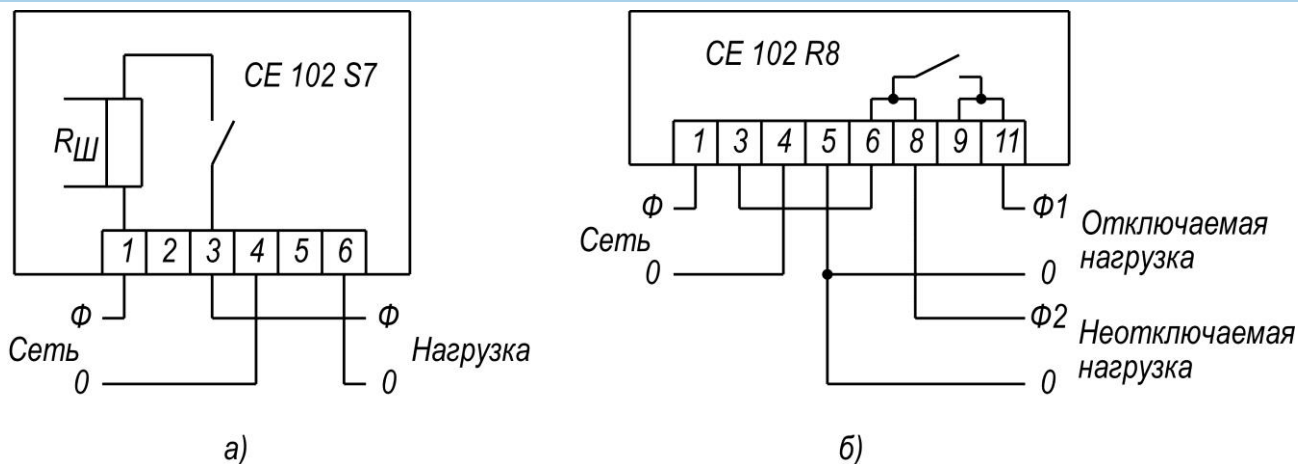 CE 102 S7
RШ
1 2 3 4 5 6
Ф Ф
Сеть Нагрузка
0 0
а)
CE 102 R8
1 3 4 5 6 8 9 11
Ф Ф1
Сеть Отключаемая
нагрузка
0 0
Ф2
Неотключаемая
нагрузка
0
б)